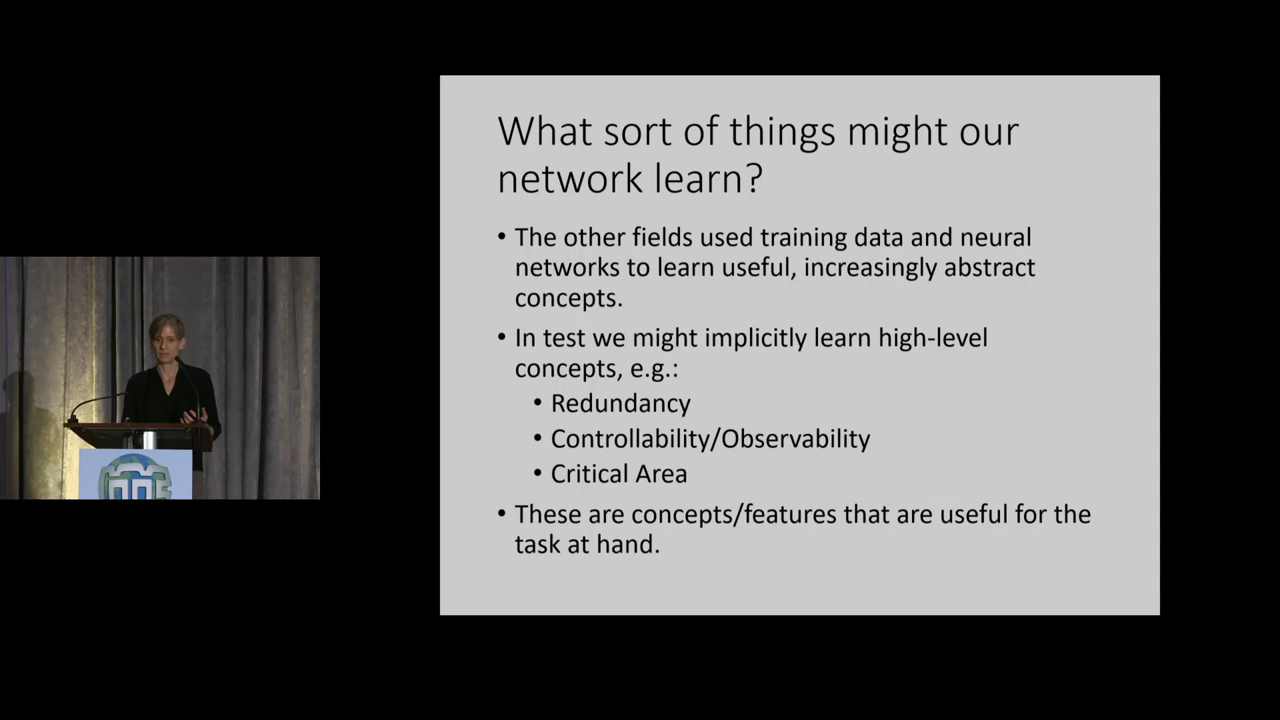 What sort of things might our
network learn?
• The other fields used training data and neural
networks to learn useful, increasingly abstract
concepts.
• In test we might implicitly learn high-level
concepts, e.g.:
• Redundancy
• Controllability/Observability
• Critical Area
• These are concepts/features that are useful for the
task at hand.